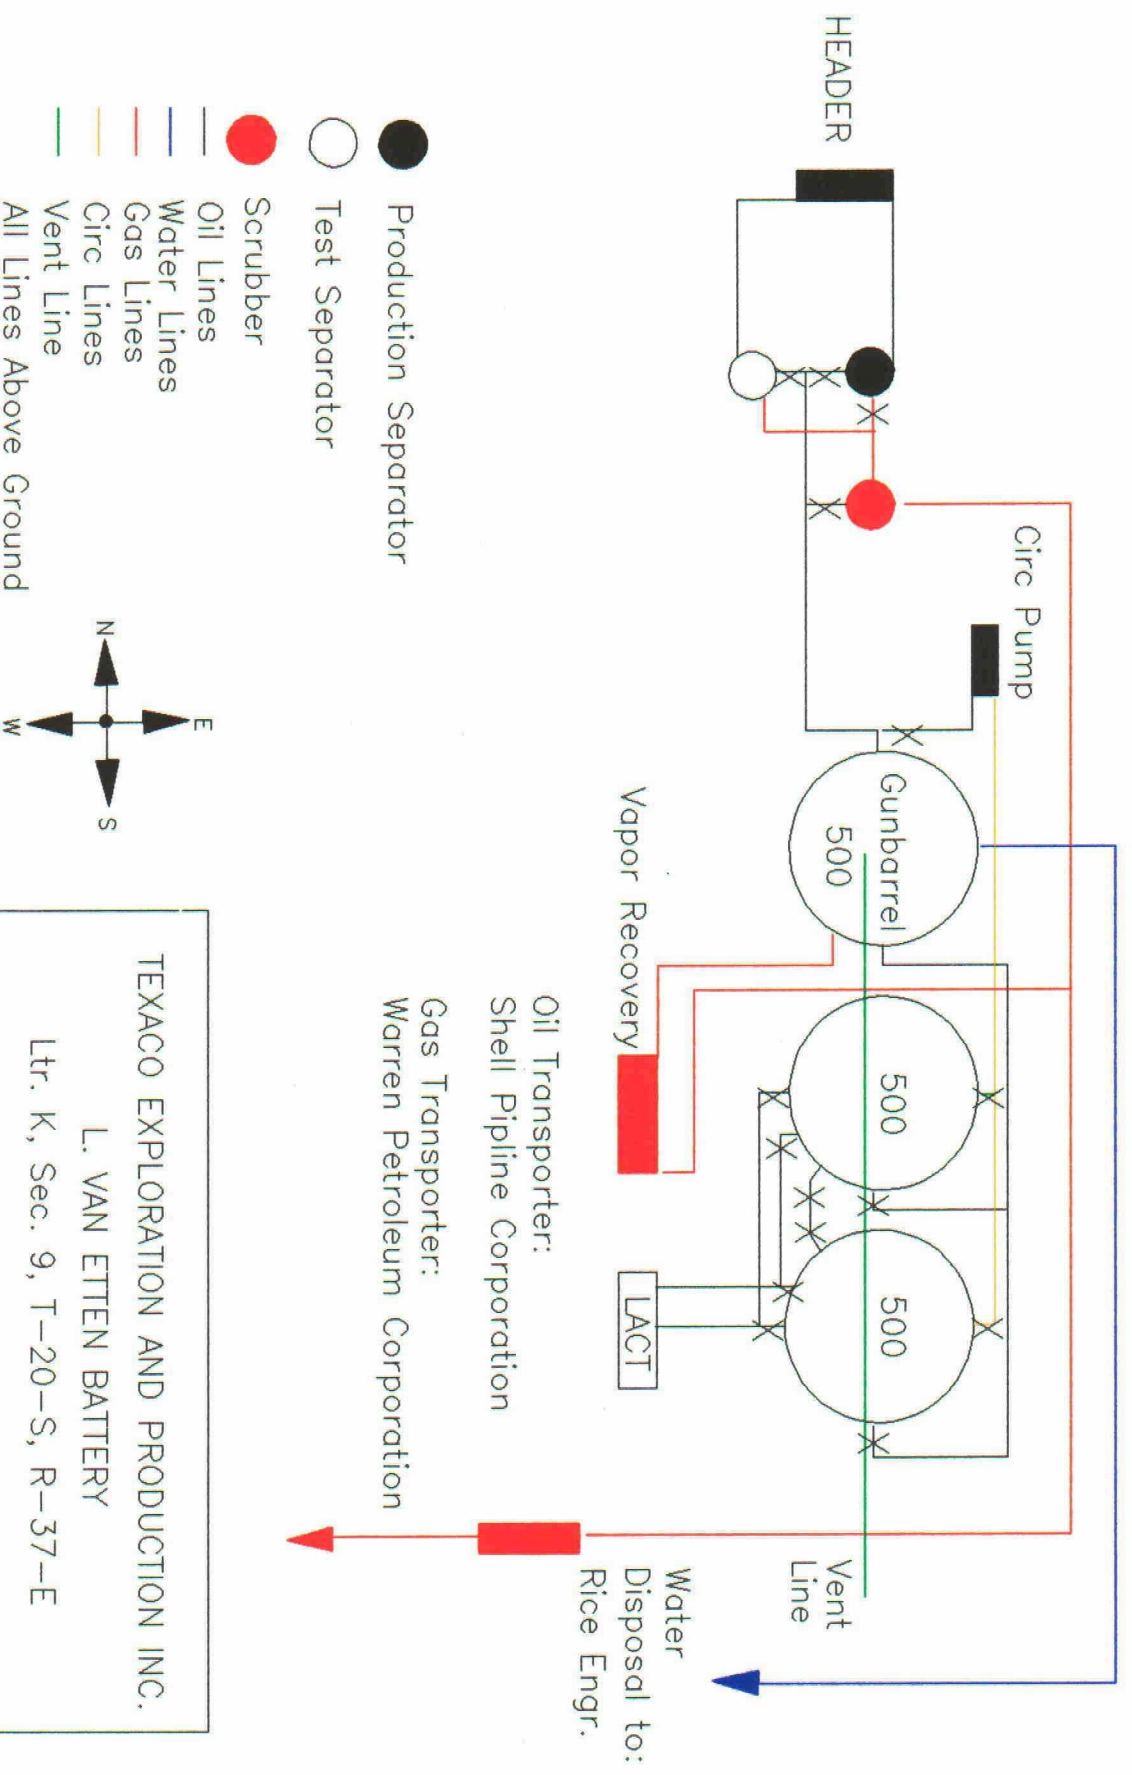 HEADER
Circ Pump
Gunbarrel
500
500
500
Vapor Recovery
LACT
Vent
Line
Water
Disposal to:
Rice Engr.
Oil Transporter:
Shell Pipline Corporation
Gas Transporter:
Warren Petroleum Corporation
Production Separator
Test Separator
Scrubber
Oil Lines
Water Lines
Gas Lines
Circ Lines
Vent Line
All Lines Above Ground
N
E
S
W
TEXACO EXPLORATION AND PRODUCTION INC.
L. VAN ETTEN BATTERY
Ltr. K, Sec. 9, T-20-S, R-37-E